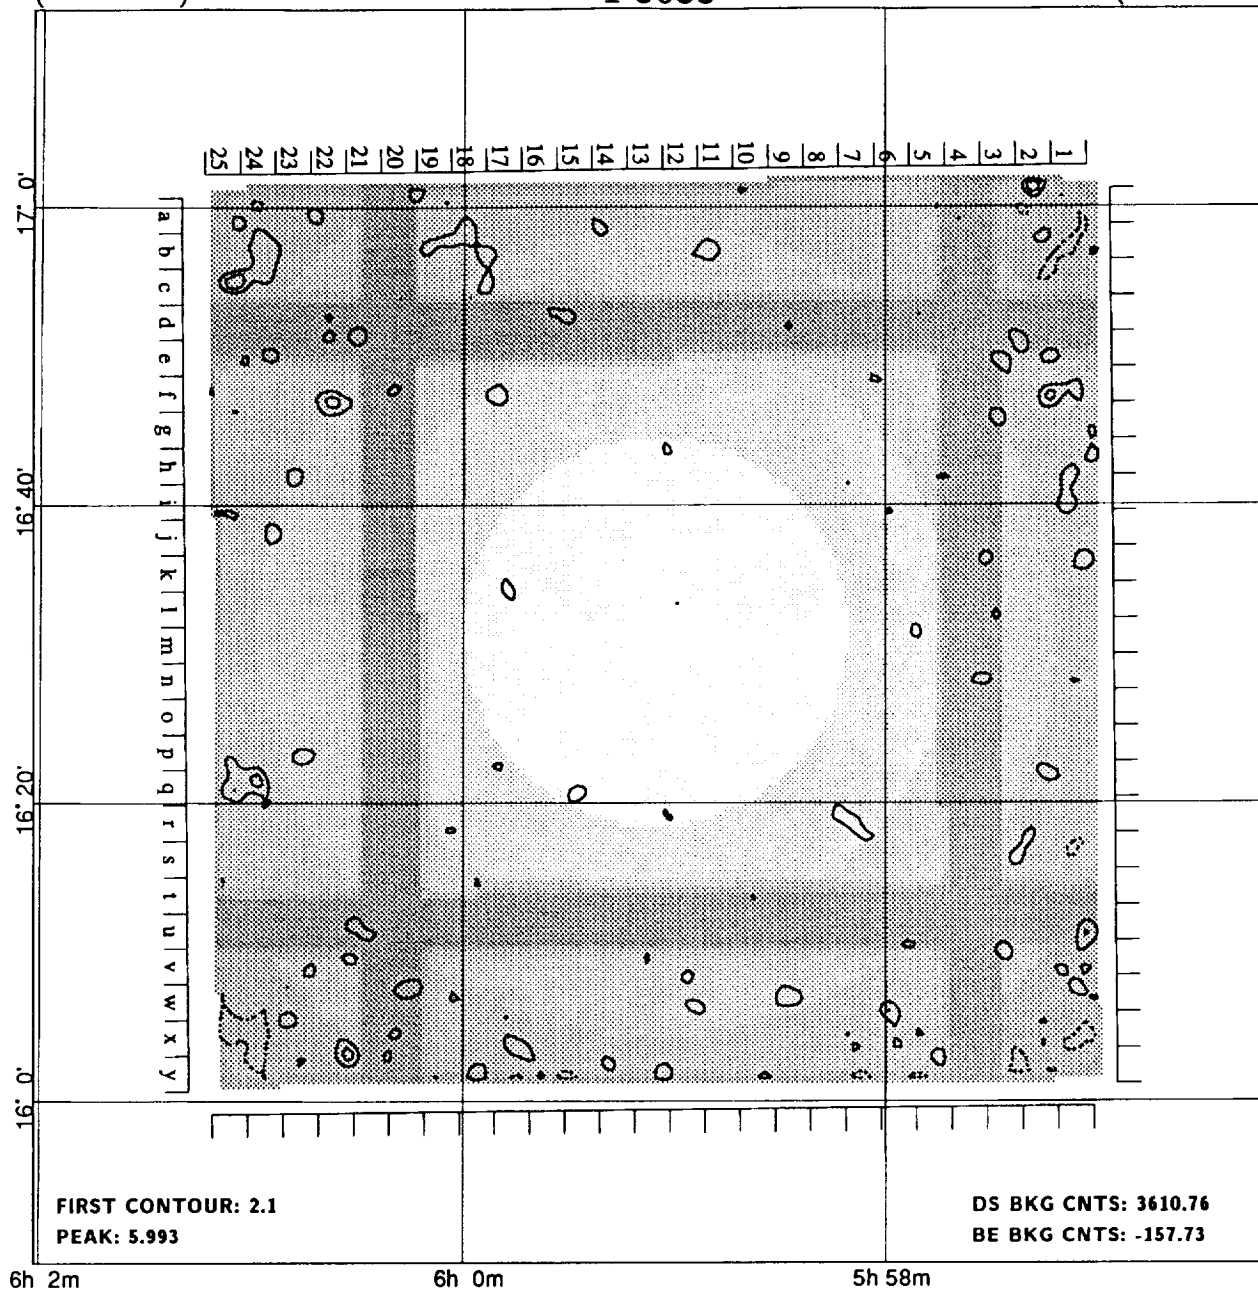 25 24 23 22 21 20 19 18 17 16 15 14 13 12 11 10 9 8 7 6 5 4 3 2 1
17° 0'
a
b
c
d
e
f
g
h
16° 40'
i
j
k
l
m
n
o
p
q
16° 20'
r
s
t
u
v
w
x
y
16° 0'
FIRST CONTOUR: 2.1
PEAK: 5.993
DS BKG CNTS: 3610.76
BE BKG CNTS: -157.73
6h 2m 6h 0m 5h 58m